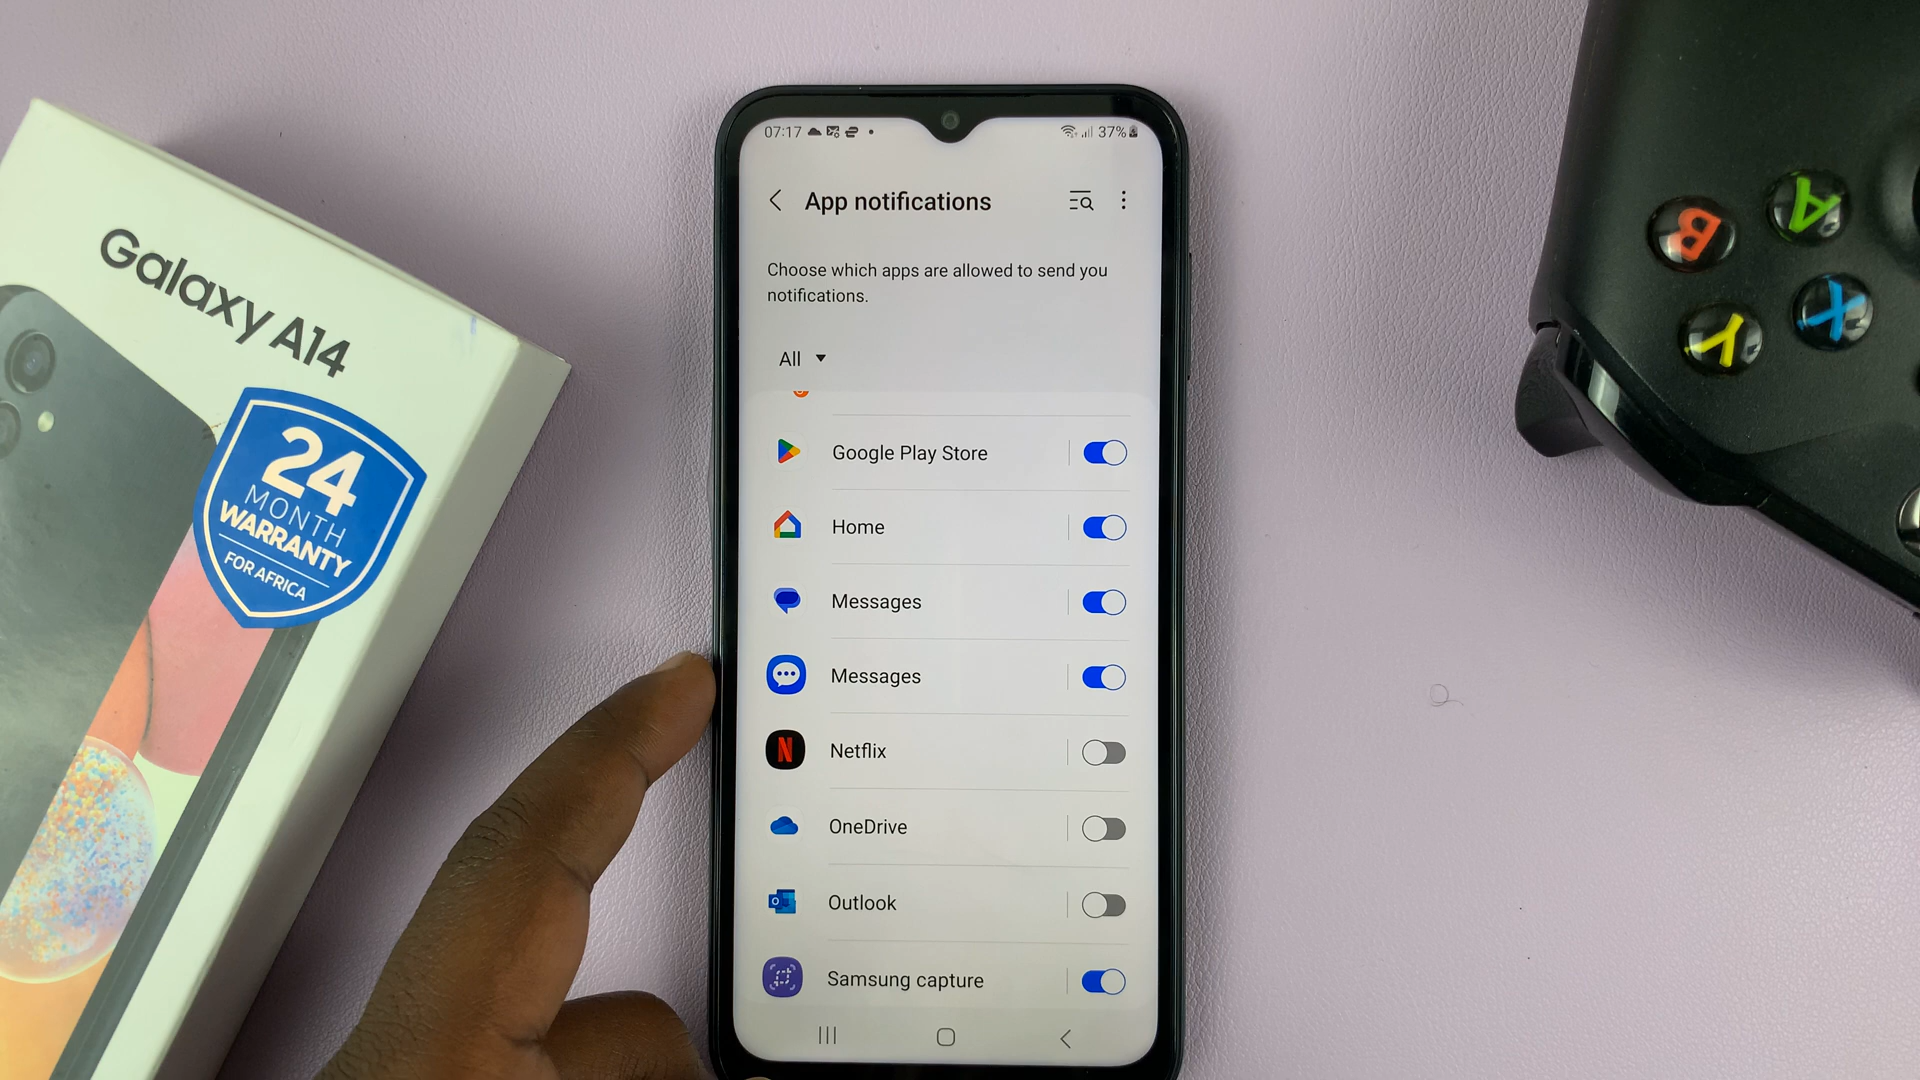 Galaxy A14
24
MONTH
WARRANTY
FOR AFRICA
07:17
37%
App notifications
Choose which apps are allowed to send you
notifications.
All
Google Play Store
Home
Messages
Messages
N
Netflix
OneDrive
O
Outlook
Samsung capture
B
A
Y
X